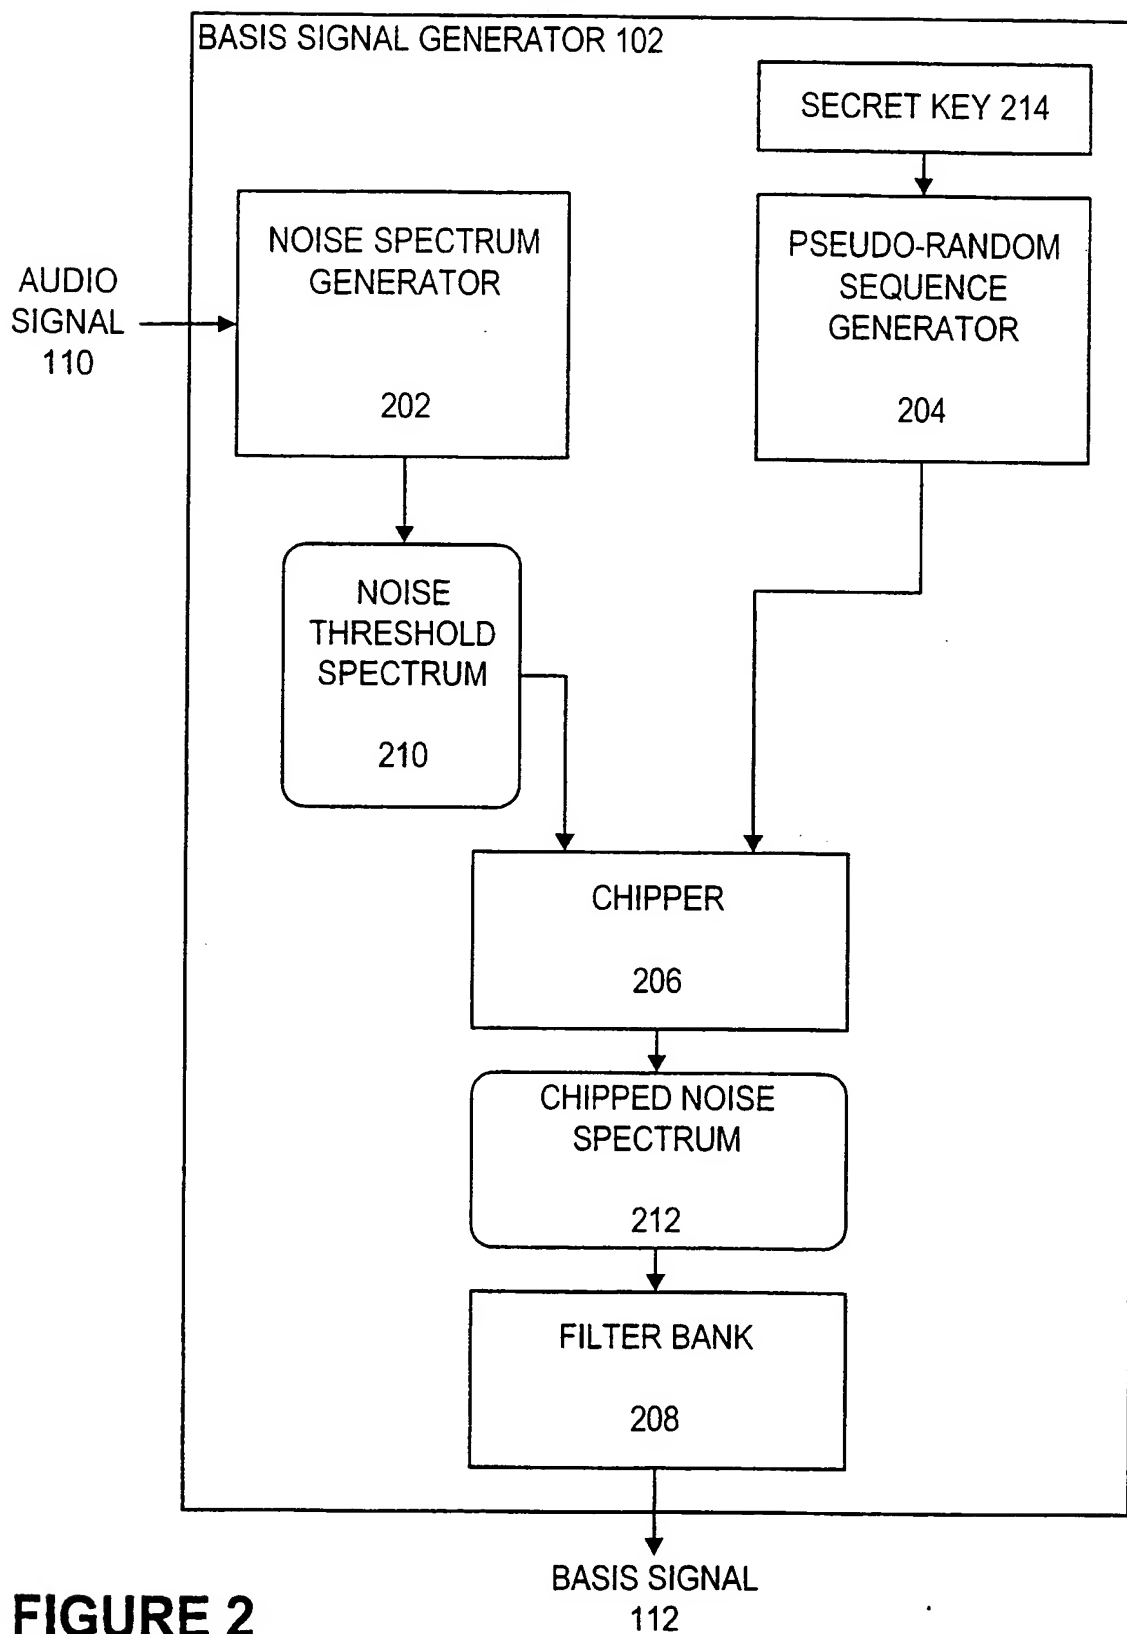 BASIS SIGNAL GENERATOR 102
SECRET KEY 214
NOISE SPECTRUM
GENERATOR
202
PSEUDO-RANDOM
SEQUENCE
GENERATOR
204
AUDIO
SIGNAL
110
NOISE
THRESHOLD
SPECTRUM
210
CHIPPER
206
CHIPPED NOISE
SPECTRUM
212
FILTER BANK
208
BASIS SIGNAL
112
FIGURE 2